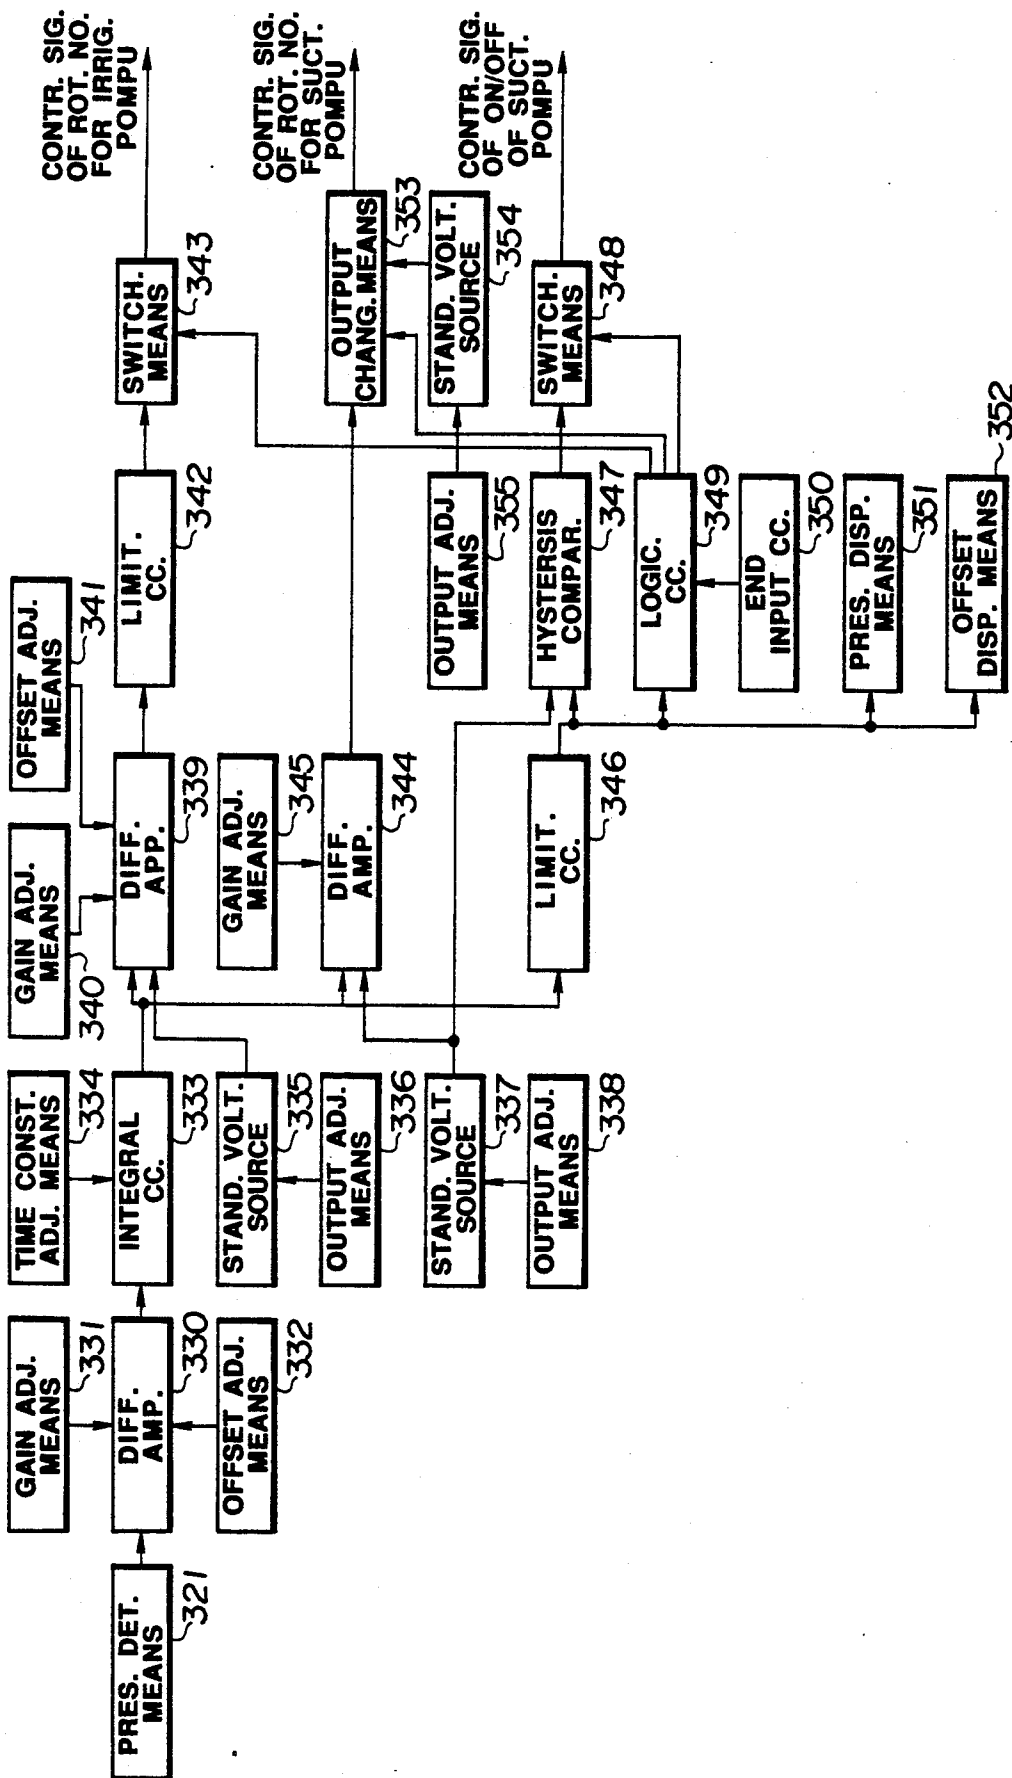 PRES. DET.
MEANS
321
GAIN ADJ.
MEANS
331
DIFF.
AMP.
330
OFFSET ADJ.
MEANS
332
TIME CONST.
ADJ. MEANS
334
INTEGRAL
CC.
333
STAND. VOLT.
SOURCE
335
OUTPUT ADJ.
MEANS
336
STAND. VOLT.
SOURCE
337
OUTPUT ADJ.
MEANS
338
GAIN ADJ.
MEANS
340
OFFSET ADJ.
MEANS
341
DIFF.
APP.
339
GAIN ADJ.
MEANS
345
DIFF.
AMP.
344
LIMIT.
CC.
346
LIMIT.
CC.
342
OUTPUT ADJ.
MEANS
355
HYSTERSIS
COMPAR.
347
LOGIC.
CC.
349
END
INPUT CC.
350
PRES. DISP.
MEANS
351
OFFSET
DISP. MEANS
352
SWITCH.
MEANS
343
OUTPUT
CHANG.MEANS
353
STAND. VOLT.
SOURCE
354
SWITCH.
MEANS
348
CONTR. SIG.
OF ROT. NO.
FOR IRRIG.
POMPU
CONTR. SIG.
OF ROT. NO.
FOR SUCT.
POMPU
CONTR. SIG.
OF ON/OFF
OF SUCT.
POMPU